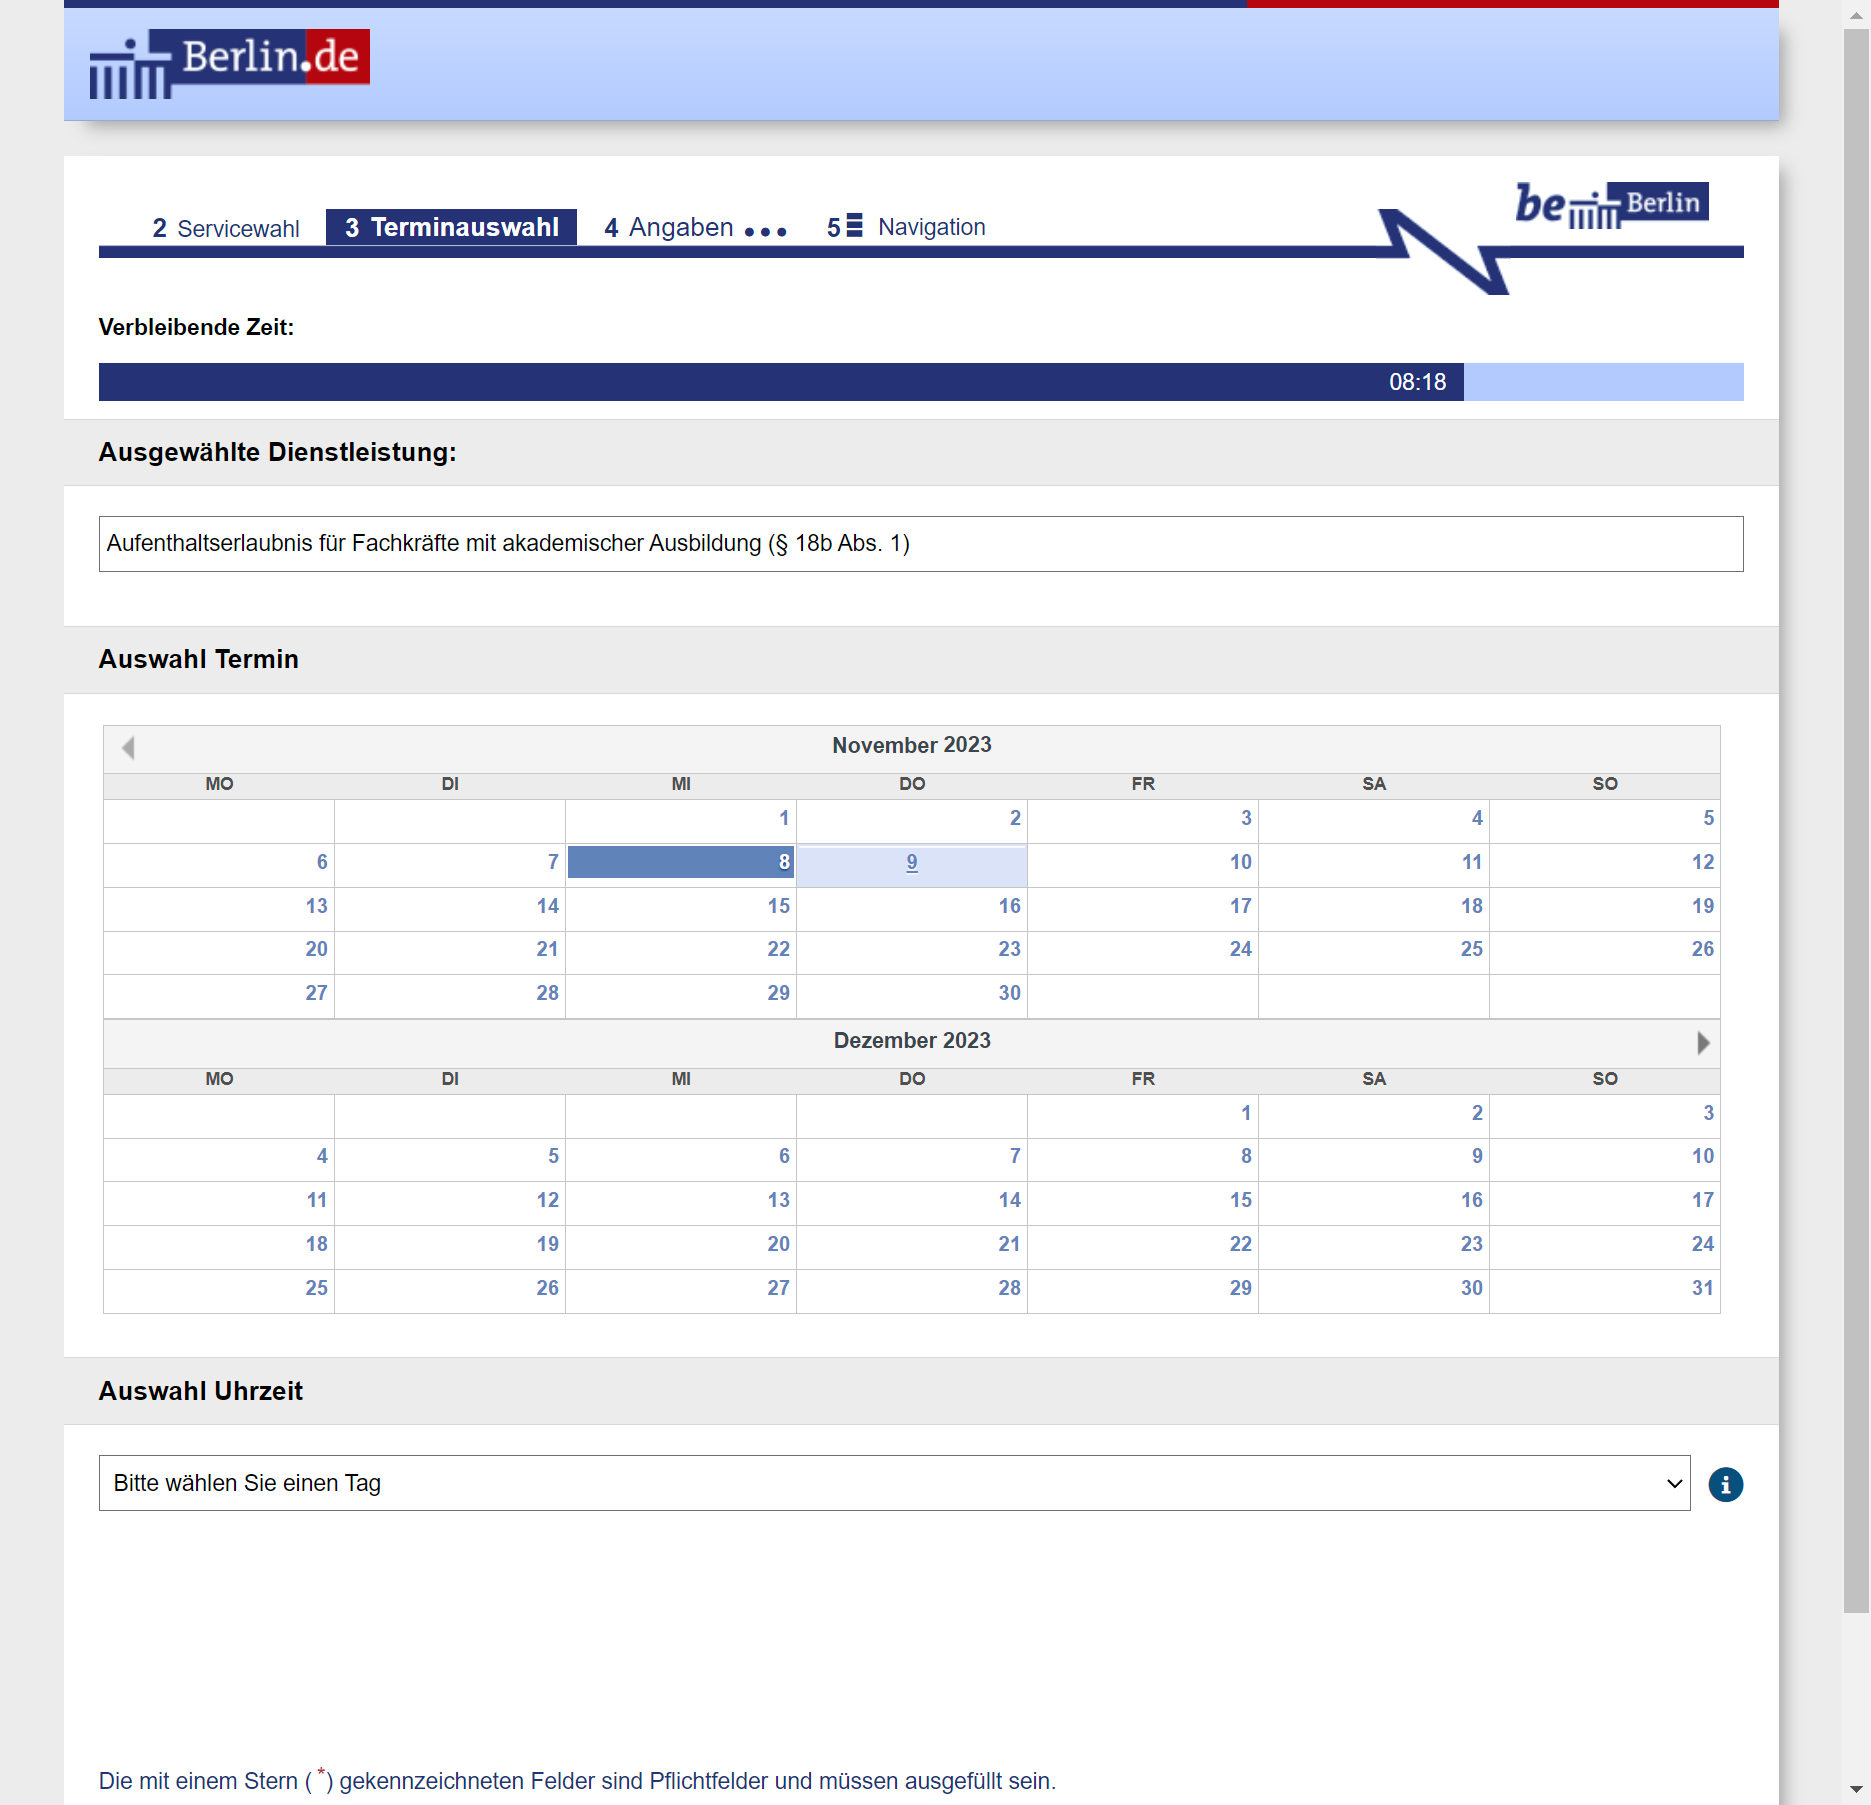 Berlin.de
be Berlin
2 Servicewahl 3 Terminauswahl 4 Angaben ... 5 Navigation
Verbleibende Zeit:
08:18
Ausgewählte Dienstleistung:
Aufenthaltserlaubnis für Fachkräfte mit akademischer Ausbildung (§ 18b Abs. 1)
Auswahl Termin
November 2023
MO DI MI DO FR SA SO
1 2 3 4 5
6 7 8 9 10 11 12
13 14 15 16 17 18 19
20 21 22 23 24 25 26
27 28 29 30
Dezember 2023
MO DI MI DO FR SA SO
1 2 3
4 5 6 7 8 9 10
11 12 13 14 15 16 17
18 19 20 21 22 23 24
25 26 27 28 29 30 31
Auswahl Uhrzeit
Bitte wählen Sie einen Tag
i
Die mit einem Stern ( *) gekennzeichneten Felder sind Pflichtfelder und müssen ausgefüllt sein.